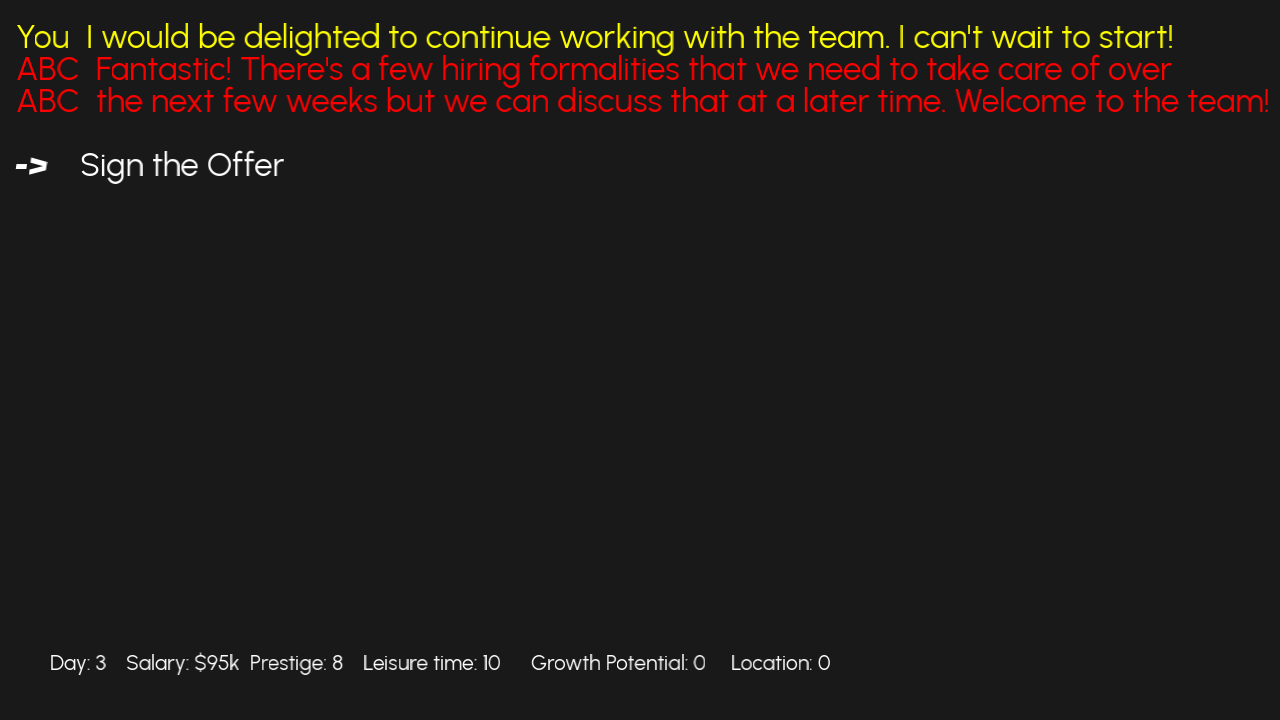 You I would be delighted to continue working with the team. I can't wait to start!
ABC Fantastic! There's a few hiring formalities that we need to take care of over
ABC the next few weeks but we can discuss that at a later time. Welcome to the team!
-> Sign the Offer
Day: 3 Salary: $95k Prestige: 8 Leisure time: 10 Growth Potential: 0 Location: 0